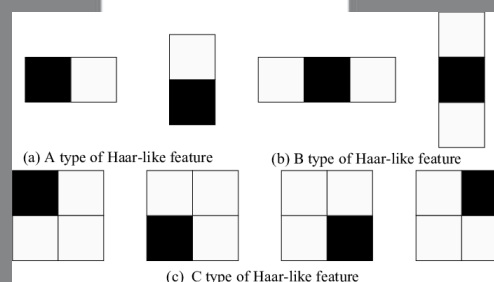 (a) A type of Haar-like feature
(b) B type of Haar-like feature
(c) C type of Haar-like feature